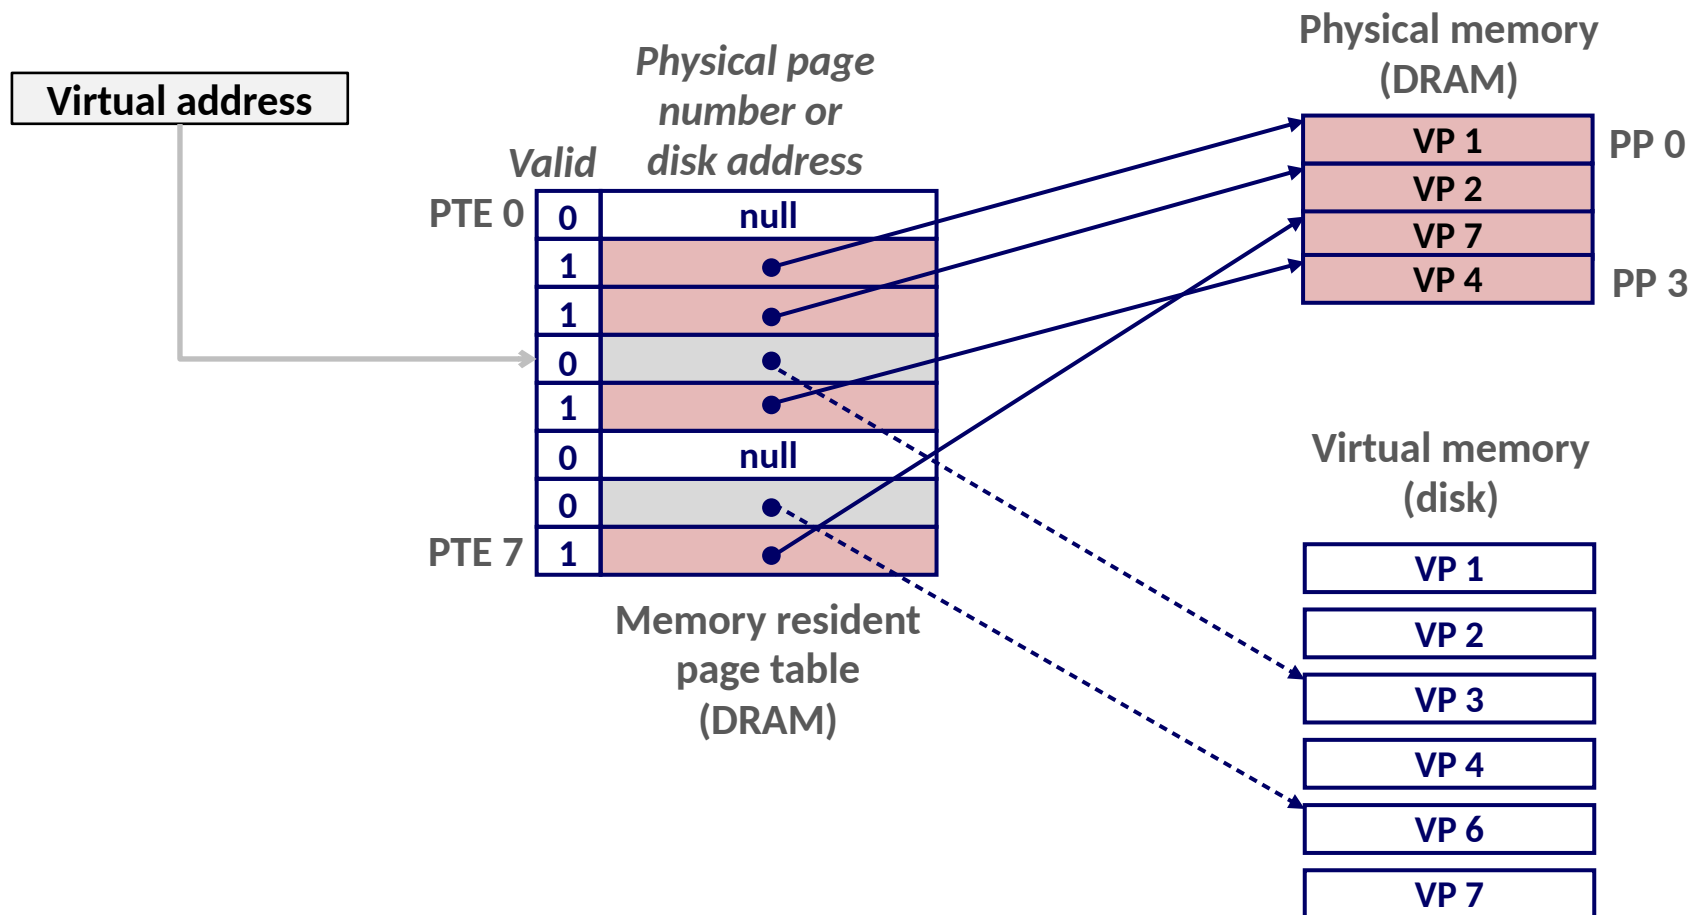 Virtual address
Physical page
number or
disk address
Valid
PTE 0
0
null
1
1
0
1
0
null
0
PTE 7
1
Memory resident
page table
(DRAM)
Physical memory
(DRAM)
VP 1
PP 0
VP 2
VP 7
VP 4
PP 3
Virtual memory
(disk)
VP 1
VP 2
VP 3
VP 4
VP 6
VP 7